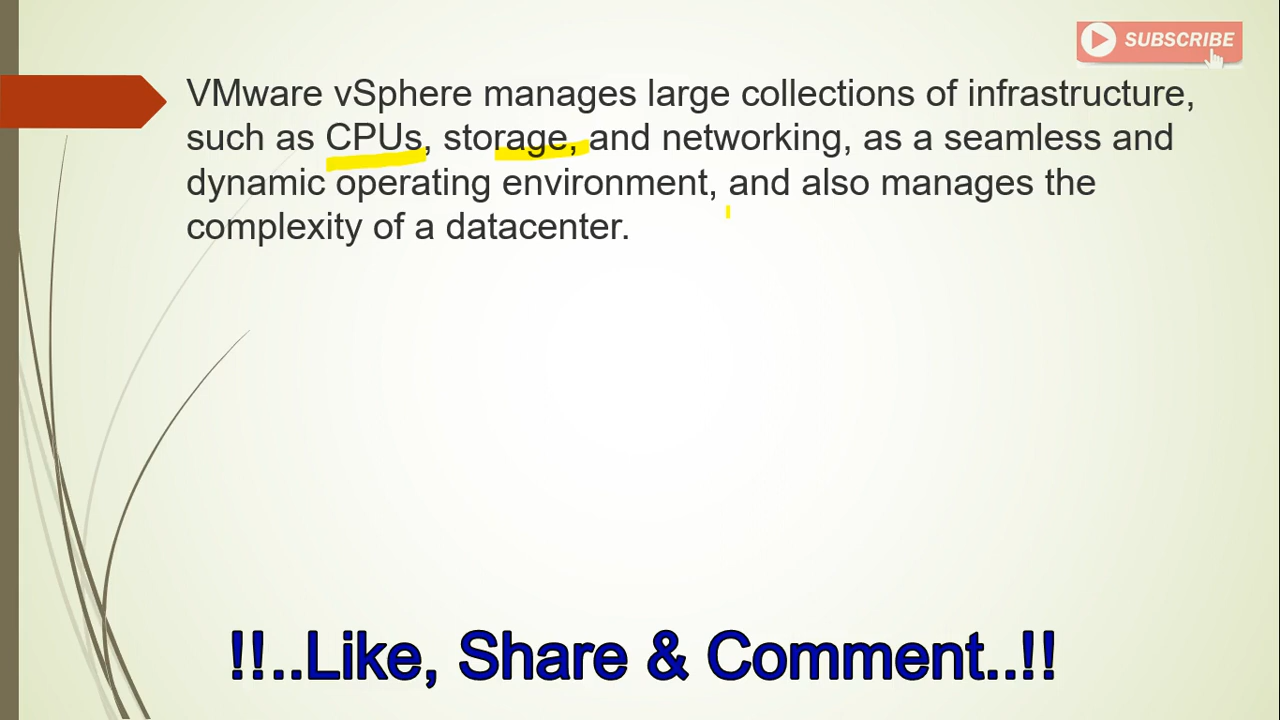 SUBSCRIBE
VMware vSphere manages large collections of infrastructure,
such as CPUs, storage, and networking, as a seamless and
dynamic operating environment, and also manages the
complexity of a datacenter.
!!..Like, Share & Comment..!!